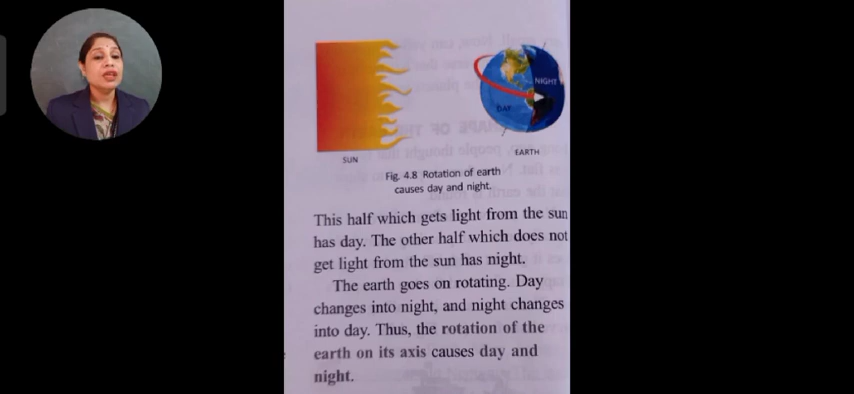 NIGHT
DAY
SUN
EARTH
Fig. 4.8 Rotation of earth
causes day and night.
This half which gets light from the sun
has day. The other half which does not
get light from the sun has night.
The earth goes on rotating. Day
changes into night, and night changes
into day. Thus, the rotation of the
earth on its axis causes day and
night.